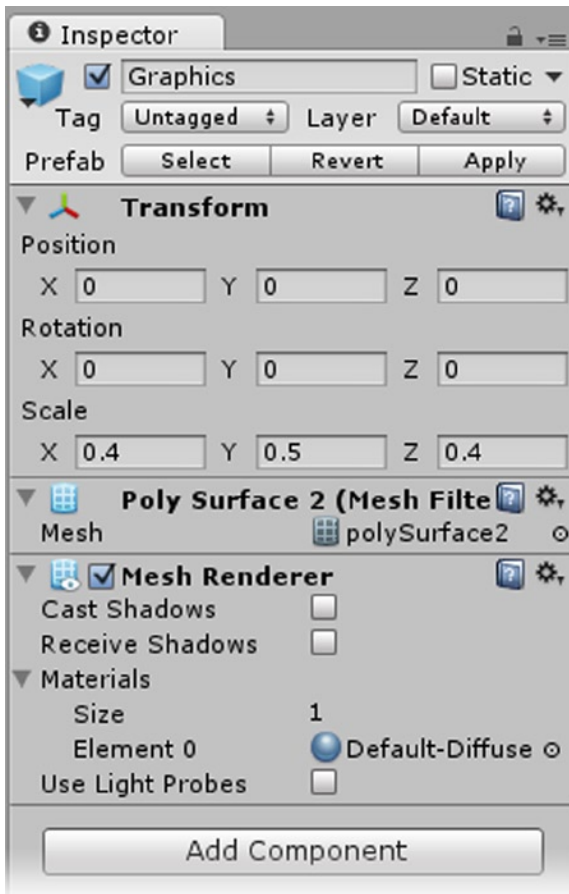 Inspector
Graphics Static
Tag Untagged Layer Default
Prefab Select Revert Apply
Transform
Position
X 0 Y 0 Z 0
Rotation
X 0 Y 0 Z 0
Scale
X 0.4 Y 0.5 Z 0.4
Poly Surface 2 (Mesh Filte
Mesh polySurface2
Mesh Renderer
Cast Shadows
Receive Shadows
Materials
Size 1
Element 0 Default-Diffuse
Use Light Probes
Add Component